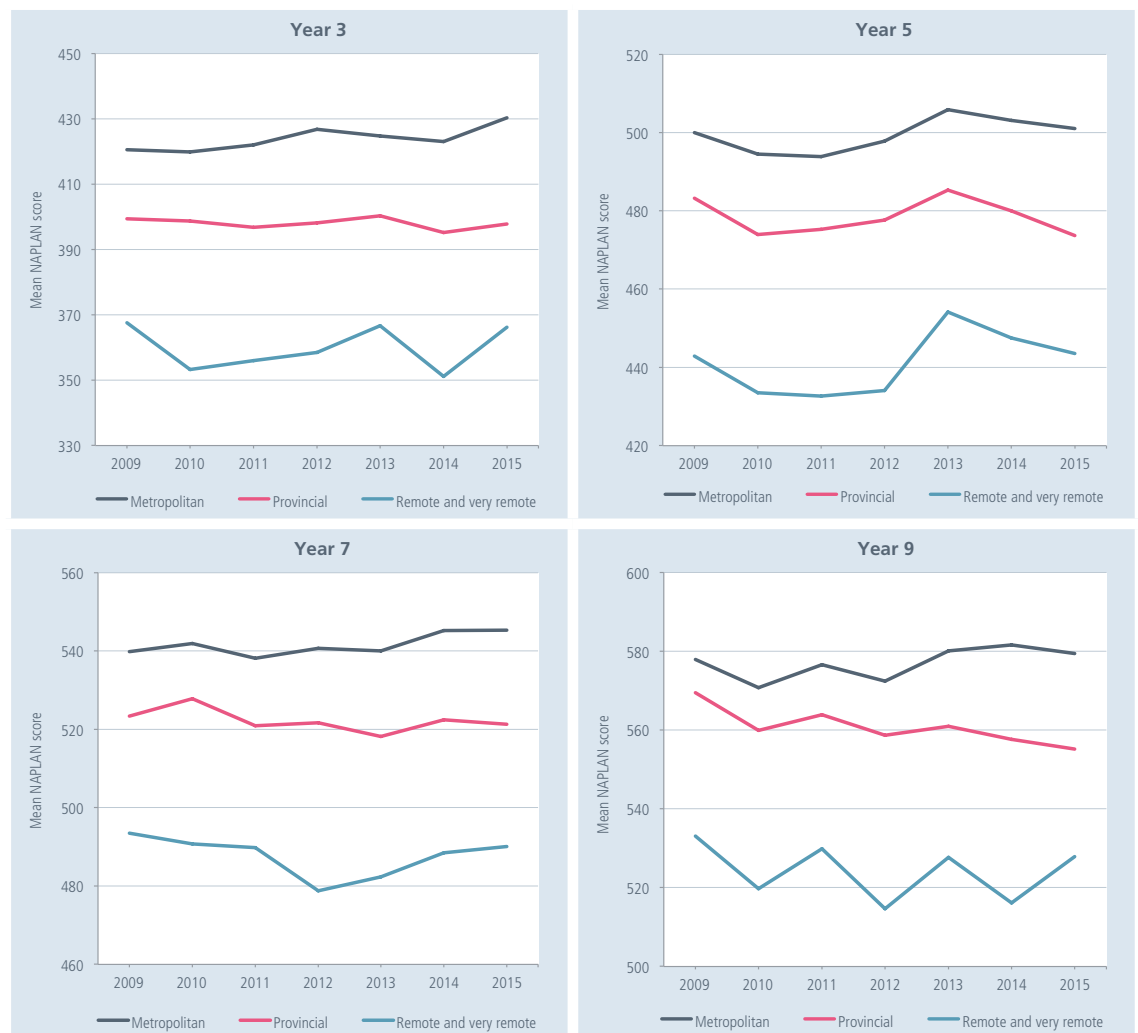 Year 3
Mean NAPLAN score
450
430
410
390
370
350
330
2009 2010 2011 2012 2013 2014 2015
Metropolitan Provincial Remote and very remote
Year 5
Mean NAPLAN score
520
500
480
460
440
420
2009 2010 2011 2012 2013 2014 2015
Metropolitan Provincial Remote and very remote
Year 7
Mean NAPLAN score
560
540
520
500
480
460
2009 2010 2011 2012 2013 2014 2015
Metropolitan Provincial Remote and very remote
Year 9
Mean NAPLAN score
600
580
560
540
520
500
2009 2010 2011 2012 2013 2014 2015
Metropolitan Provincial Remote and very remote